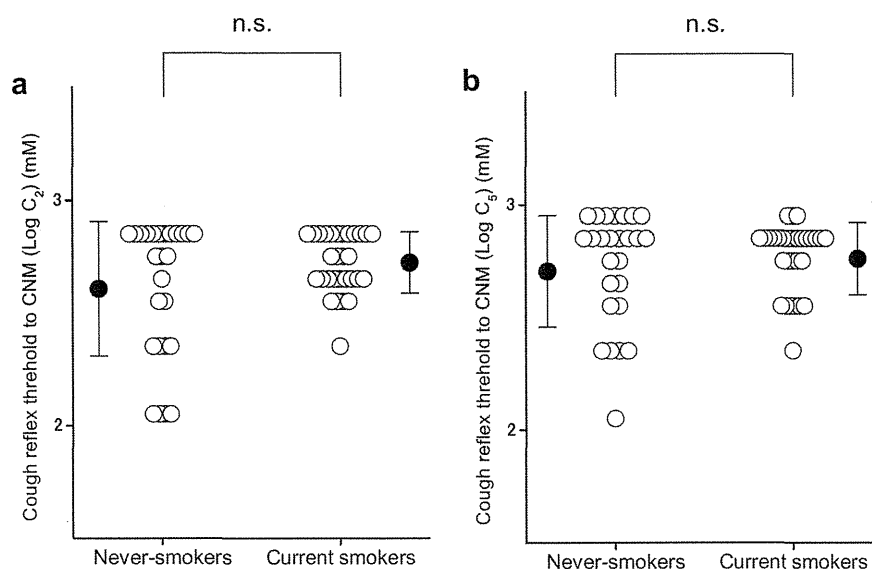 n.s.
a
Cough reflex threhold to CNM (Log C2) (mM)
3
2
Never-smokers
Current smokers
n.s.
b
Cough reflex threhold to CNM (Log C5) (mM)
3
2
Never-smokers
Current smokers